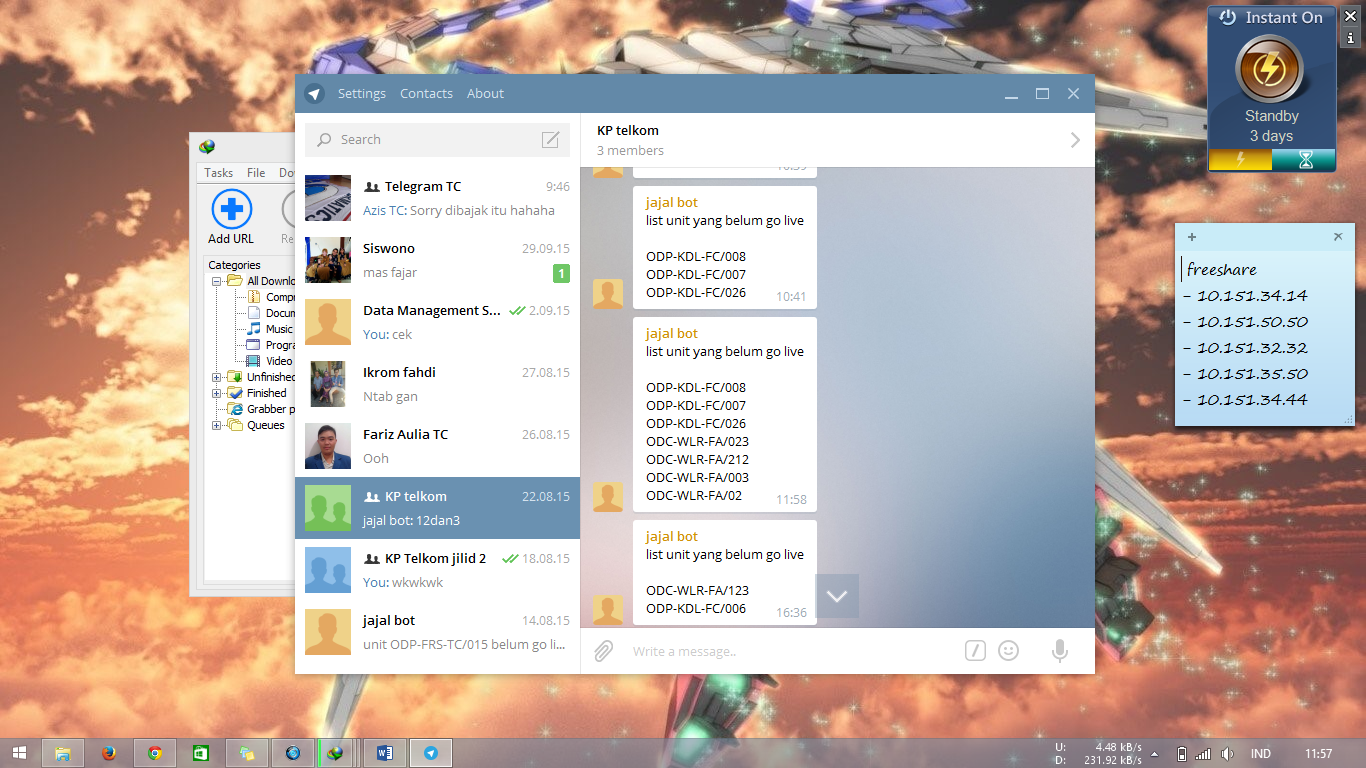 Instant On
Standby
3 days
Settings Contacts About
Search
Telegram TC 9:46
Azis TC: Sorry dibajak itu hahaha
Siswono 29.09.15
mas fajar 1
Data Management S... 2.09.15
You: cek
Ikrom fahdi 27.08.15
Ntab gan
Fariz Aulia TC 26.08.15
Ooh
KP telkom 22.08.15
jajal bot: 12dan3
KP Telkom jilid 2 18.08.15
You: wkwkwk
jajal bot 14.08.15
unit ODP-FRS-TC/015 belum go li...
KP telkom
3 members
jajal bot
list unit yang belum go live
ODP-KDL-FC/008
ODP-KDL-FC/007
ODP-KDL-FC/026 10:41
jajal bot
list unit yang belum go live
ODP-KDL-FC/008
ODP-KDL-FC/007
ODP-KDL-FC/026
ODC-WLR-FA/023
ODC-WLR-FA/212
ODC-WLR-FA/003
ODC-WLR-FA/02 11:58
jajal bot
list unit yang belum go live
ODC-WLR-FA/123
ODP-KDL-FC/006 16:36
Write a message..
Tasks File
Add URL
Categories
All Downlo
Compr
Docum
Music
Progra
Video
Unfinished
Finished
Grabber p
Queues
freeshare
- 10.151.34.14
- 10.151.50.50
- 10.151.32.32
- 10.151.35.50
- 10.151.34.44
U: 4.48 kB/s
D: 231.92 kB/s
IND 11:57